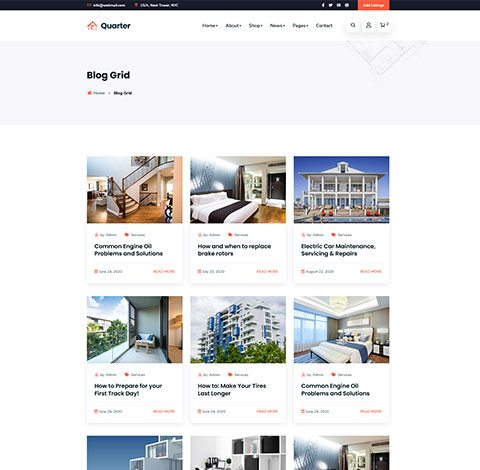 info@webmail.com 15/A, Nest Tower, NYC Add Listings
Quarter Home About Shop News Pages Contact 2
Blog Grid
Home Blog Grid
by: Admin Services by: Admin Services by: Admin Services
Common Engine Oil How and when to replace Electric Car Maintenance,
Problems and Solutions brake rotors Servicing & Repairs
June 24, 2020 READ MORE July 23, 2020 READ MORE August 22, 2020 READ MORE
by: Admin Services by: Admin Services by: Admin Services
How to Prepare for your How to: Make Your Tires Common Engine Oil
First Track Day! Last Longer Problems and Solutions
June 24, 2020 READ MORE June 24, 2020 READ MORE June 24, 2020 READ MORE